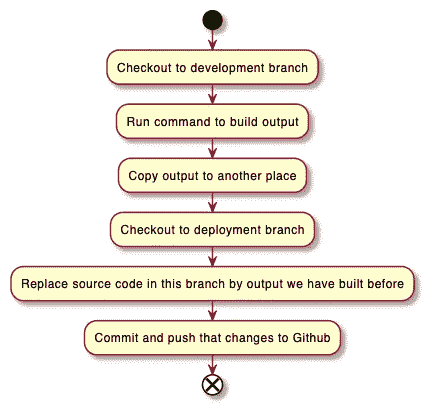 Checkout to development branch
Run command to build output
Copy output to another place
Checkout to deployment branch
Replace source code in this branch by output we have built before
Commit and push that changes to Github